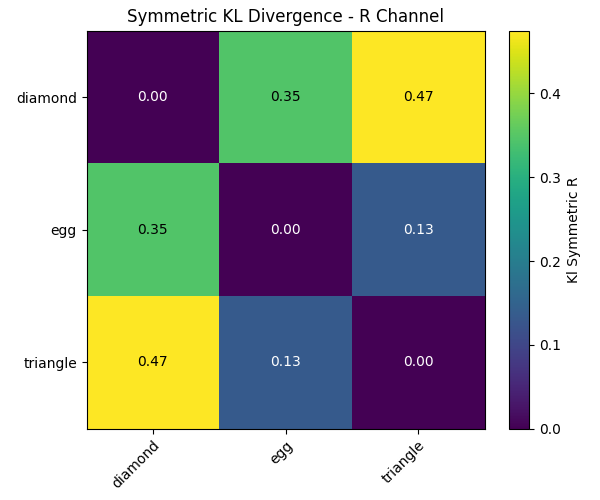 Symmetric KL Divergence - R Channel
diamond
0.00
0.35
0.47
egg
0.35
0.00
0.13
triangle
0.47
0.13
0.00
diamond
egg
triangle
0.4
0.3
0.2
0.1
0.0
Kl Symmetric R